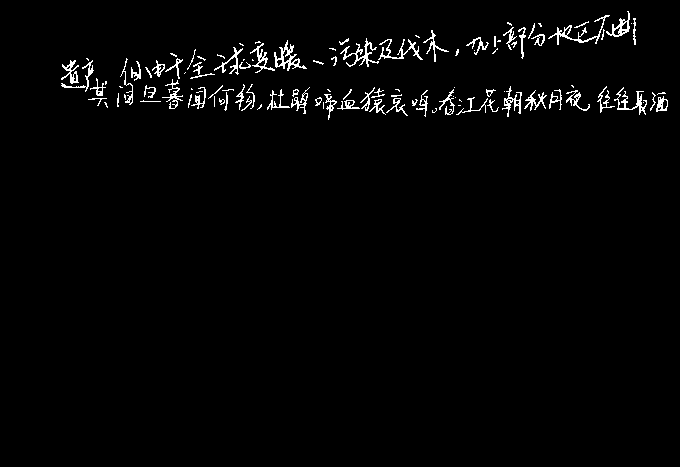 遗产，但由于全球变暖、污染及伐木，加上部分地区不断
其间旦暮闻何物，杜鹃啼血猿哀鸣。春江花朝秋月夜，往往取酒